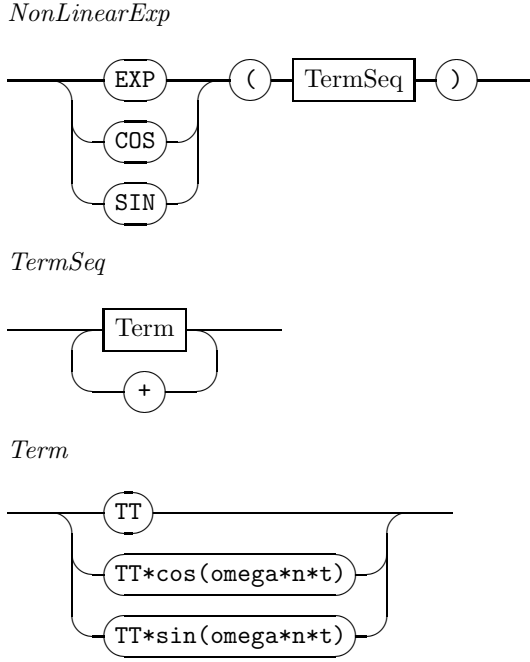 NonLinearExp
EXP ( TermSeq )
COS
SIN
TermSeq
Term
+
Term
TT
TT*cos(omega*n*t)
TT*sin(omega*n*t)